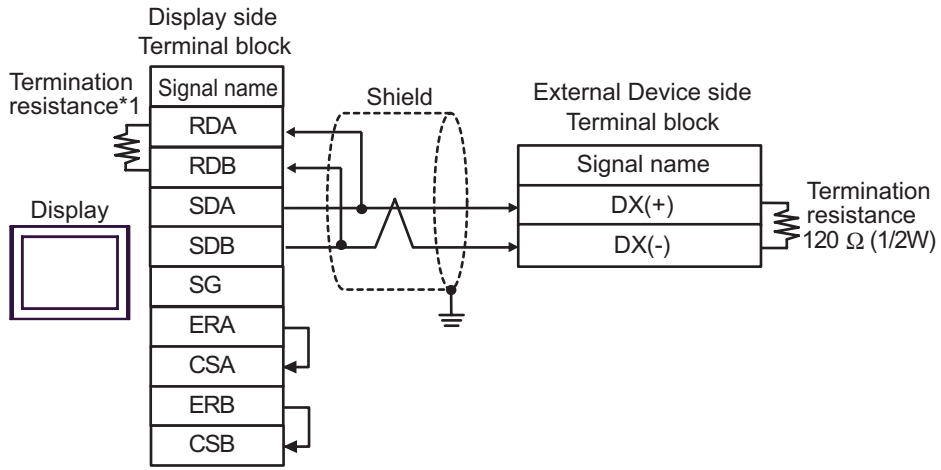 Display side
Terminal block
Termination
resistance*1
Signal name
RDA
RDB
SDA
SDB
SG
ERA
CSA
ERB
CSB
Display
Shield
External Device side
Terminal block
Signal name
DX(+)
DX(-)
Termination
resistance
120 Ω (1/2W)